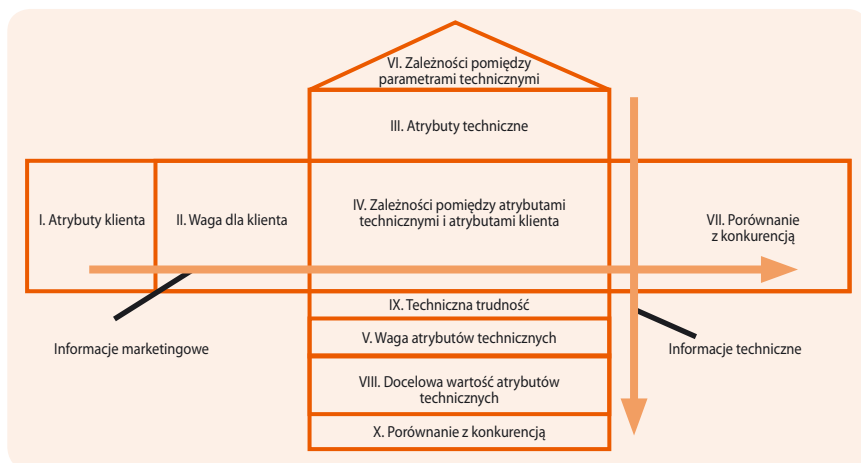 VI. Zależności pomiędzy
parametrami technicznymi
III. Atrybuty techniczne
I. Atrybuty klienta
II. Waga dla klienta
IV. Zależności pomiędzy atrybutami
technicznymi i atrybutami klienta
VII. Porównanie
z konkurencją
IX. Techniczna trudność
V. Waga atrybutów technicznych
Informacje marketingowe
Informacje techniczne
VIII. Docelowa wartość atrybutów
technicznych
X. Porównanie z konkurencją